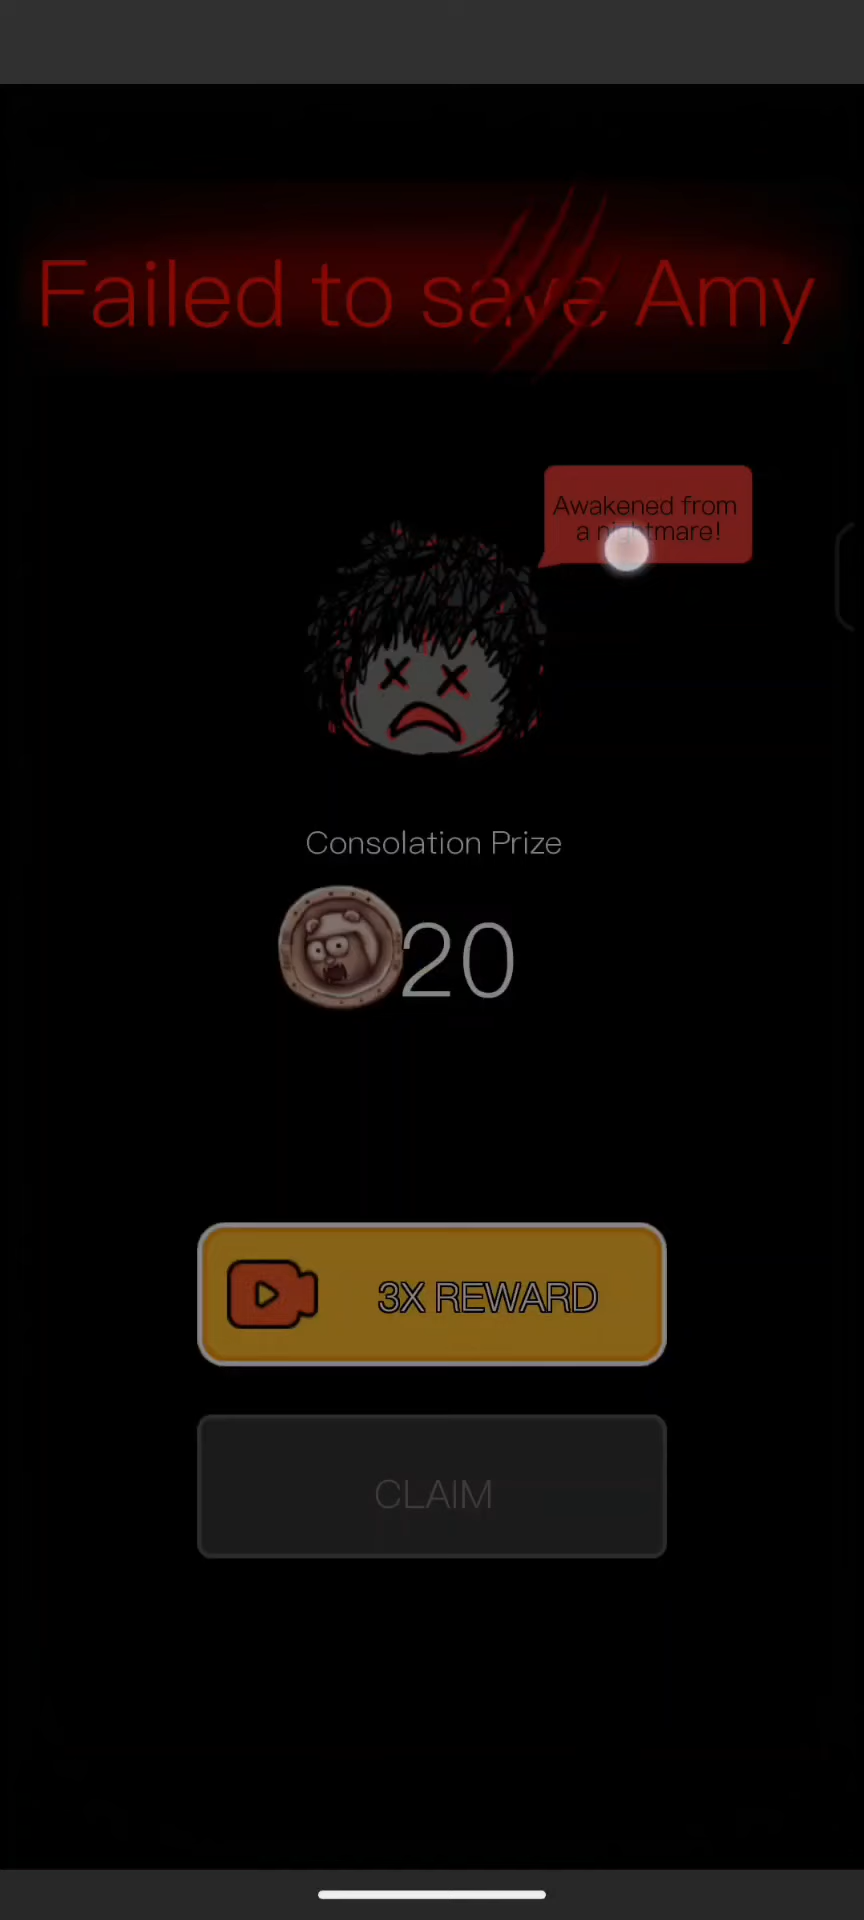 Failed to save Amy
Awakened from
a nightmare!
Consolation Prize
20
3X REWARD
CLAIM